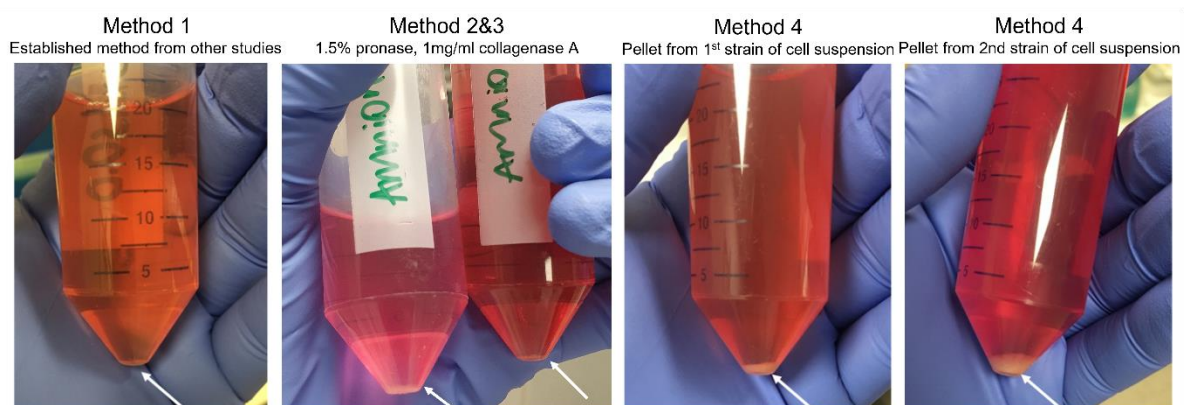 Method 1
Established method from other studies
20
15
10
5
Method 2&3
1.5% pronase, 1mg/ml collagenase A
Amnion
Amnio
Method 4
Pellet from 1st strain of cell suspension
20
15
10
5
Method 4
Pellet from 2nd strain of cell suspension
20
15
10
5